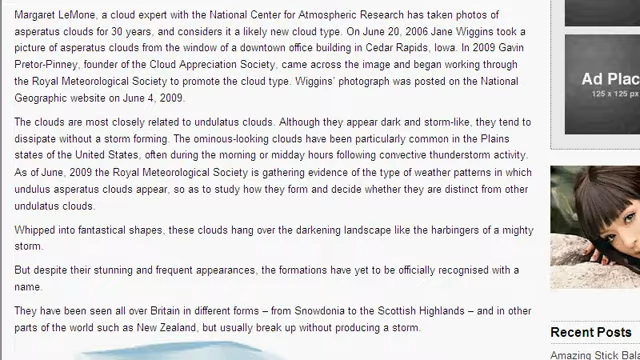 Margaret LeMone, a cloud expert with the National Center for Atmospheric Research has taken photos of
asperatus clouds for 30 years, and considers it a likely new cloud type. On June 20, 2006 Jane Wiggins took a
picture of asperatus clouds from the window of a downtown office building in Cedar Rapids, Iowa. In 2009 Gavin
Pretor-Pinney, founder of the Cloud Appreciation Society, came across the image and began working through
the Royal Meteorological Society to promote the cloud type. Wiggins' photograph was posted on the National
Geographic website on June 4, 2009.
The clouds are most closely related to undulatus clouds. Although they appear dark and storm-like, they tend to
dissipate without a storm forming. The ominous-looking clouds have been particularly common in the Plains
states of the United States, often during the morning or midday hours following convective thunderstorm activity.
As of June, 2009 the Royal Meteorological Society is gathering evidence of the type of weather patterns in which
undulus asperatus clouds appear, so as to study how they form and decide whether they are distinct from other
undulatus clouds.
Whipped into fantastical shapes, these clouds hang over the darkening landscape like the harbingers of a mighty
storm.
But despite their stunning and frequent appearances, the formations have yet to be officially recognised with a
name.
They have been seen all over Britain in different forms – from Snowdonia to the Scottish Highlands – and in other
parts of the world such as New Zealand, but usually break up without producing a storm.
Ad Plac
125 x 125 px
Recent Posts
Amazing Stick Bal